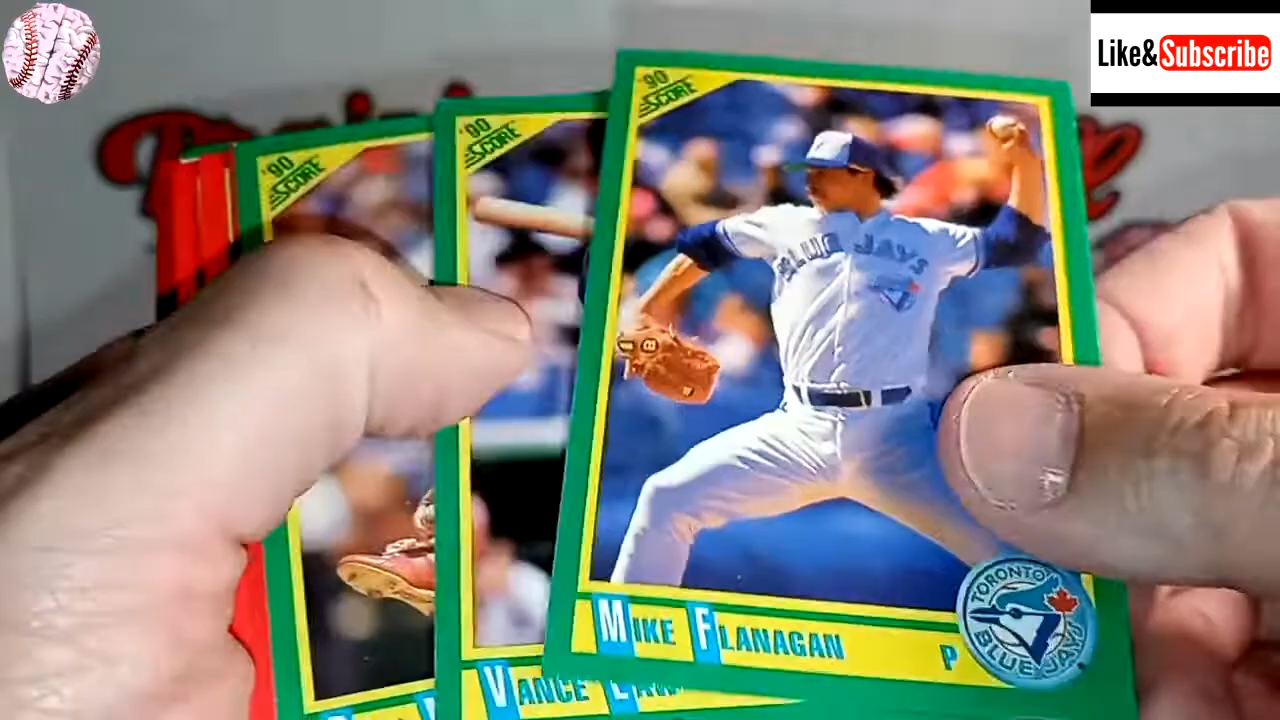 Like&Subscribe
'90
SCORE
'90
SCORE
'90
SCORE
BLUE JAYS
MIKE FLANAGAN P
TORONTO
BLUE JAYS
VANCE